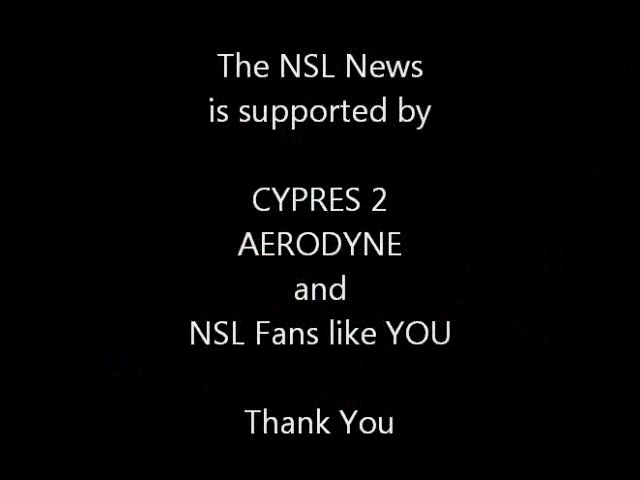 The NSL News
is supported by
CYPRES 2
AERODYNE
and
NSL Fans like YOU
Thank You